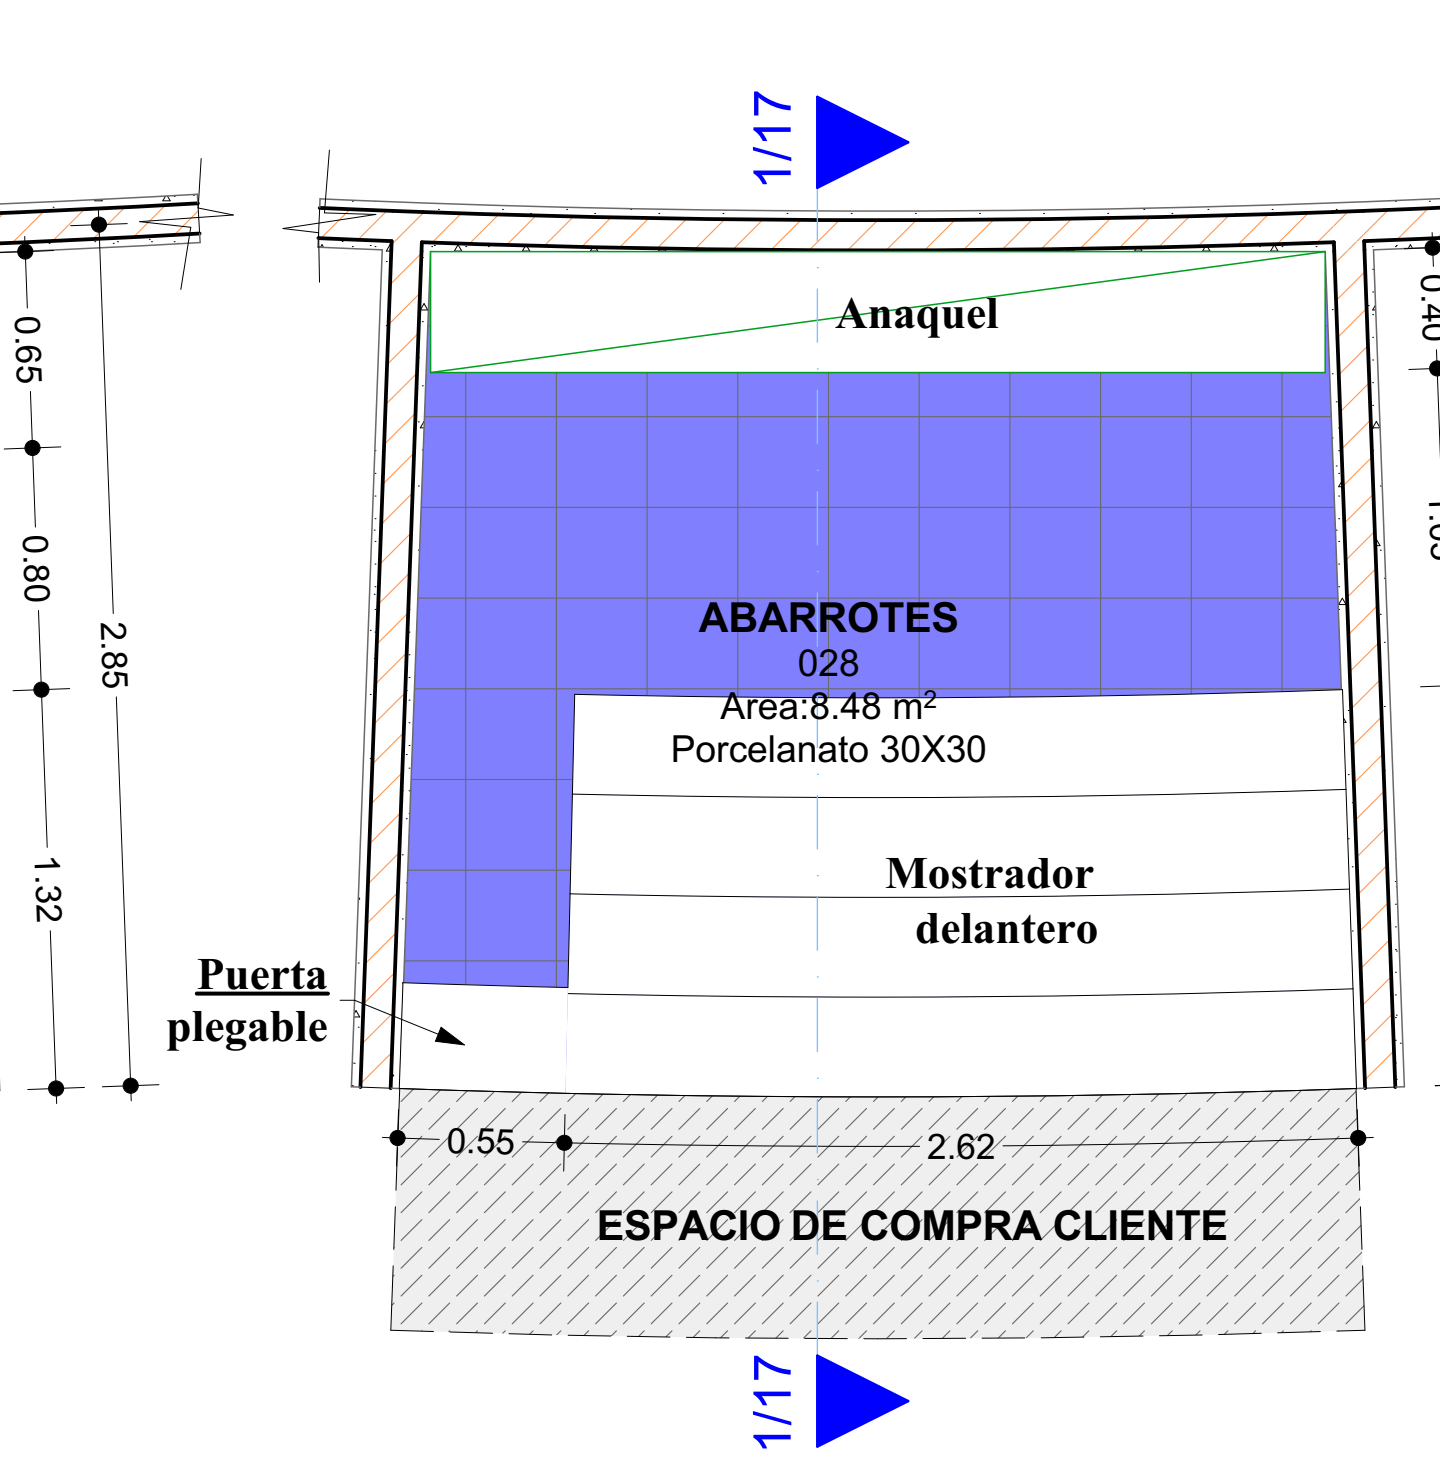 1/17
Anaquel
0.65
0.40
0.80
2.85
ABARROTES
028
Area:8.48 m²
Porcelanato 30X30
1.32
Mostrador
delantero
Puerta
plegable
0.55
2.62
ESPACIO DE COMPRA CLIENTE
1/17